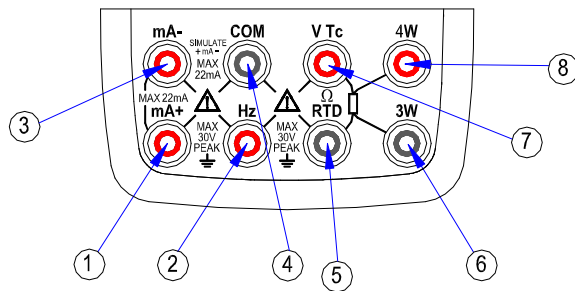 mA-
SIMULATE
+ mA -
MAX
22mA
COM
V Tc
4W
MAX 22mA
mA+
Hz
Ω
RTD
3W
MAX
30V
PEAK
MAX
30V
PEAK
3
8
7
1
2
4
5
6